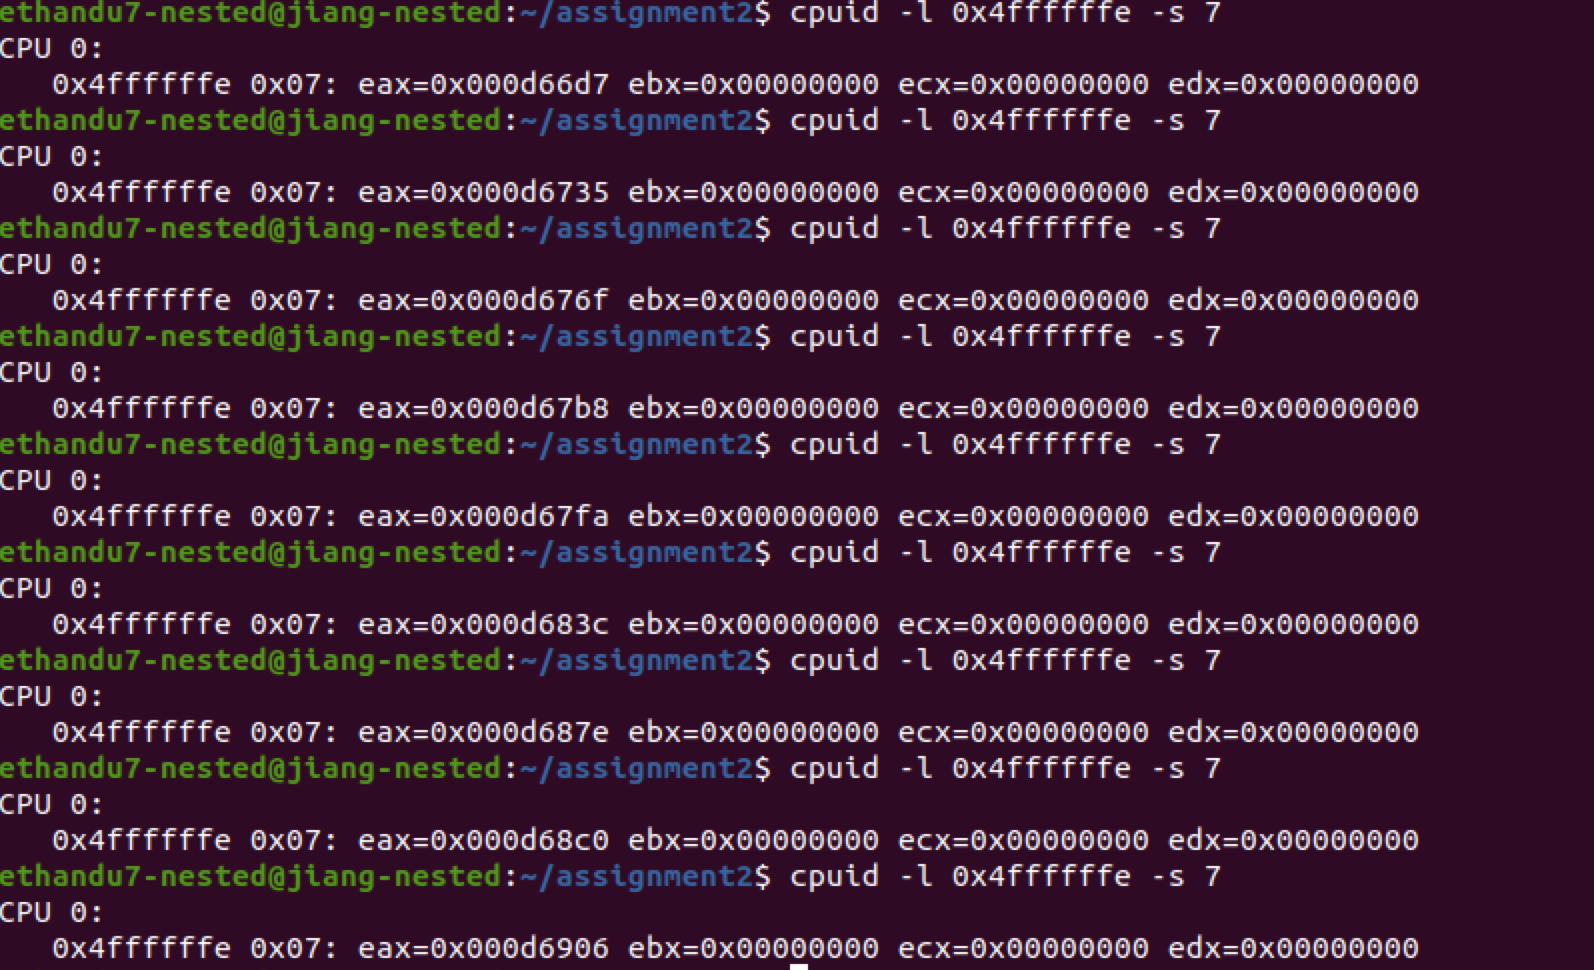 ethandu7-nested@jiang-nested:~/assignment2$ cpuid -l 0x4ffffffe -s 7
CPU 0:
   0x4ffffffe 0x07: eax=0x000d66d7 ebx=0x00000000 ecx=0x00000000 edx=0x00000000
ethandu7-nested@jiang-nested:~/assignment2$ cpuid -l 0x4ffffffe -s 7
CPU 0:
   0x4ffffffe 0x07: eax=0x000d6735 ebx=0x00000000 ecx=0x00000000 edx=0x00000000
ethandu7-nested@jiang-nested:~/assignment2$ cpuid -l 0x4ffffffe -s 7
CPU 0:
   0x4ffffffe 0x07: eax=0x000d676f ebx=0x00000000 ecx=0x00000000 edx=0x00000000
ethandu7-nested@jiang-nested:~/assignment2$ cpuid -l 0x4ffffffe -s 7
CPU 0:
   0x4ffffffe 0x07: eax=0x000d67b8 ebx=0x00000000 ecx=0x00000000 edx=0x00000000
ethandu7-nested@jiang-nested:~/assignment2$ cpuid -l 0x4ffffffe -s 7
CPU 0:
   0x4ffffffe 0x07: eax=0x000d67fa ebx=0x00000000 ecx=0x00000000 edx=0x00000000
ethandu7-nested@jiang-nested:~/assignment2$ cpuid -l 0x4ffffffe -s 7
CPU 0:
   0x4ffffffe 0x07: eax=0x000d683c ebx=0x00000000 ecx=0x00000000 edx=0x00000000
ethandu7-nested@jiang-nested:~/assignment2$ cpuid -l 0x4ffffffe -s 7
CPU 0:
   0x4ffffffe 0x07: eax=0x000d687e ebx=0x00000000 ecx=0x00000000 edx=0x00000000
ethandu7-nested@jiang-nested:~/assignment2$ cpuid -l 0x4ffffffe -s 7
CPU 0:
   0x4ffffffe 0x07: eax=0x000d68c0 ebx=0x00000000 ecx=0x00000000 edx=0x00000000
ethandu7-nested@jiang-nested:~/assignment2$ cpuid -l 0x4ffffffe -s 7
CPU 0:
   0x4ffffffe 0x07: eax=0x000d6906 ebx=0x00000000 ecx=0x00000000 edx=0x00000000